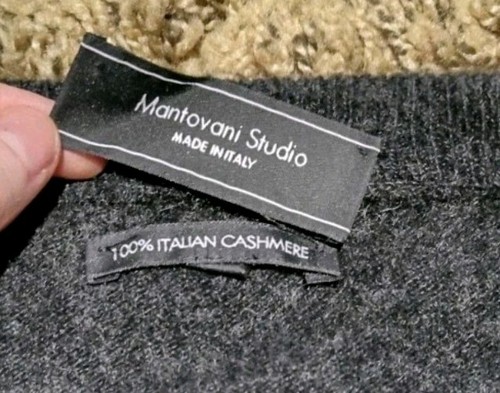 Mantovani Studio
MADE IN ITALY
100% ITALIAN CASHMERE